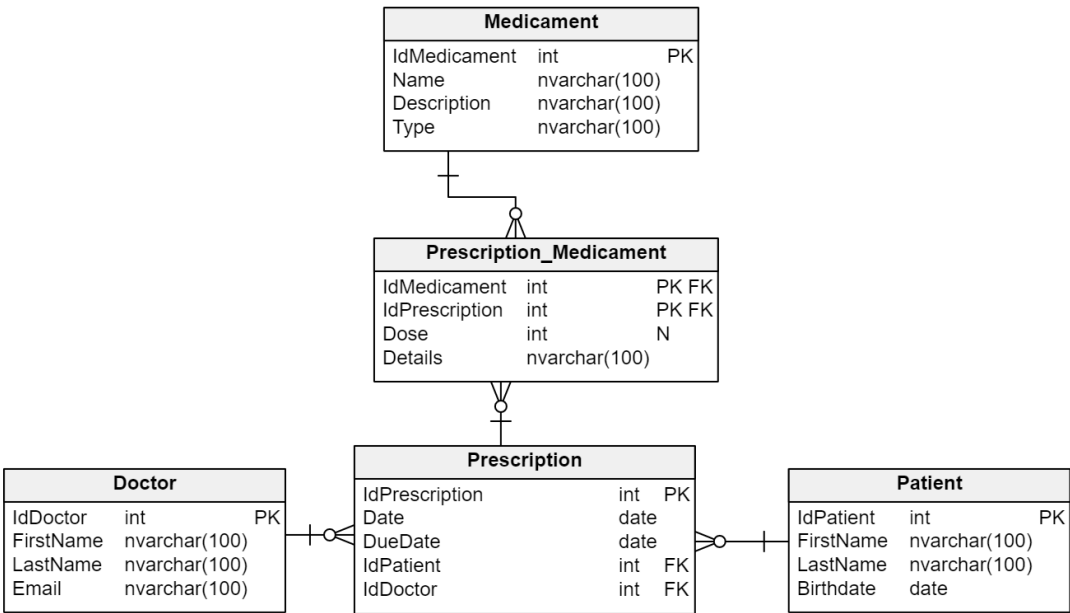 Medicament
IdMedicament int PK
Name nvarchar(100)
Description nvarchar(100)
Type nvarchar(100)
Prescription_Medicament
IdMedicament int PK FK
IdPrescription int PK FK
Dose int N
Details nvarchar(100)
Doctor
IdDoctor int PK
FirstName nvarchar(100)
LastName nvarchar(100)
Email nvarchar(100)
Prescription
IdPrescription int PK
Date date
DueDate date
IdPatient int FK
IdDoctor int FK
Patient
IdPatient int PK
FirstName nvarchar(100)
LastName nvarchar(100)
Birthdate date